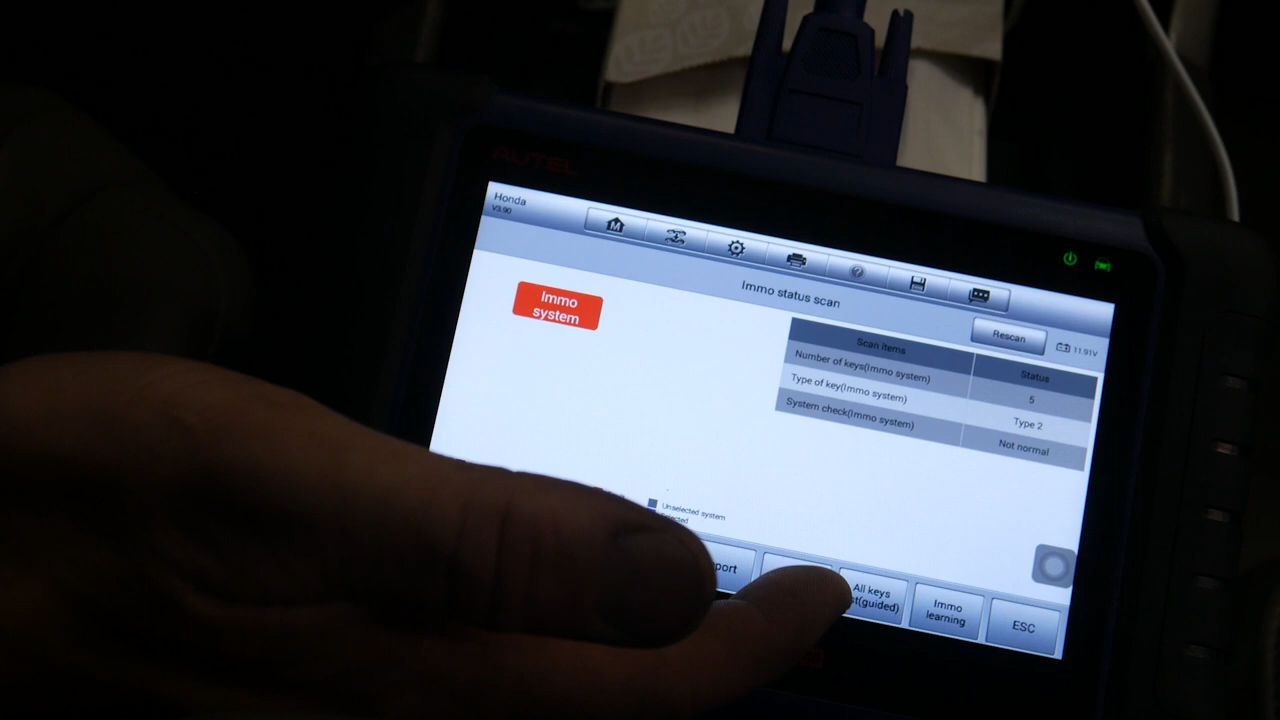 AUTEL
Honda
V3.90
M
?
Immo status scan
Rescan
11.91V
Immo
system
Scan items Status
Number of keys(Immo system) 5
Type of key(Immo system) Type 2
System check(Immo system) Not normal
Unselected system
port
All keys
st(guided)
Immo
learning
ESC